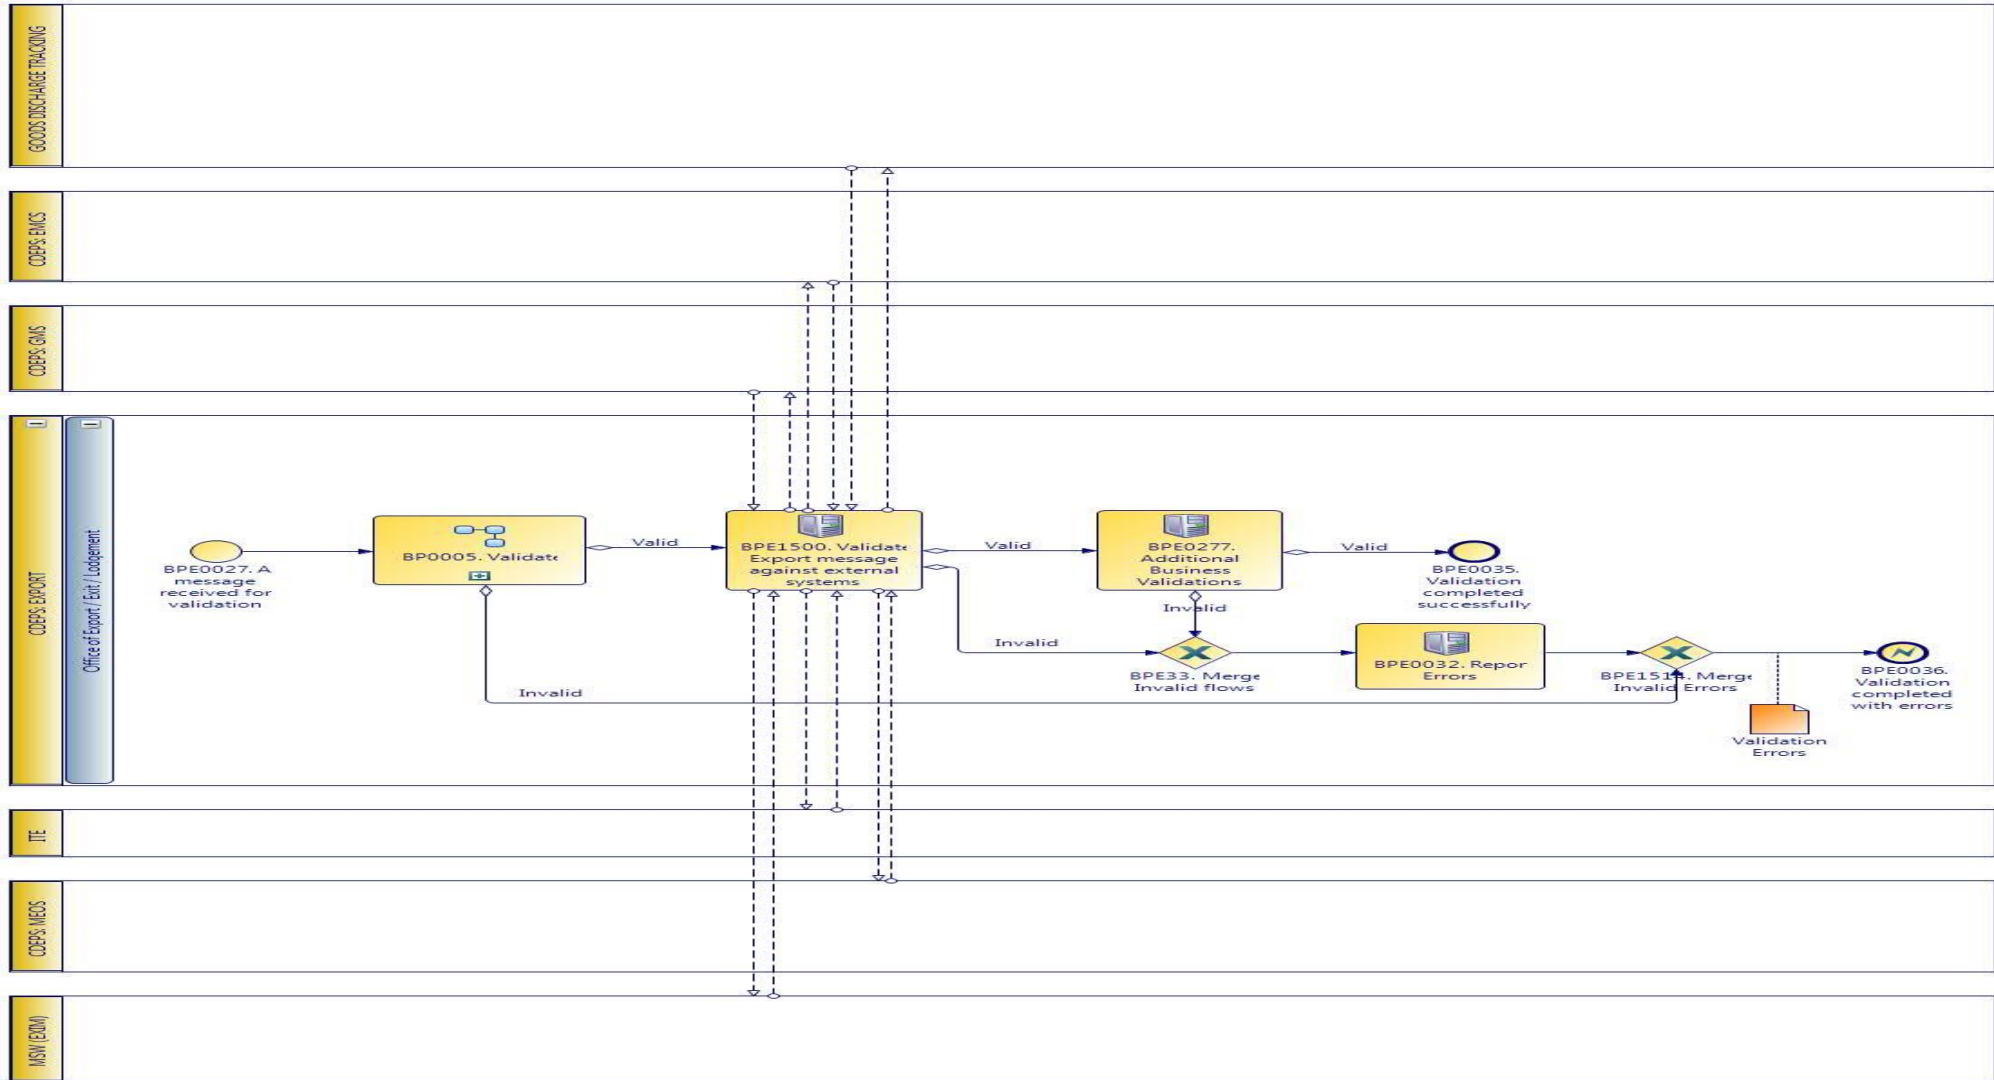 GOODS DISCHARGE TRACKING
CDEPS: EMCS
CDEPS: GMS
CDEPS: EXPORT
Office of Export / Exit / Lodgement
BPE0027. A
message
received for
validation
BP0005. Validate
Valid
Invalid
BPE1500. Validate
Export message
against external
systems
Valid
Invalid
BPE0277.
Additional
Business
Validations
Valid
Invalid
BPE0035.
Validation
completed
successfully
BPE33. Merge
Invalid flows
BPE0032. Repor
Errors
BPE1514. Merge
Invalid Errors
Validation
Errors
BPE0036.
Validation
completed
with errors
ITE
CDEPS: MEOS
MSW (EXIM)